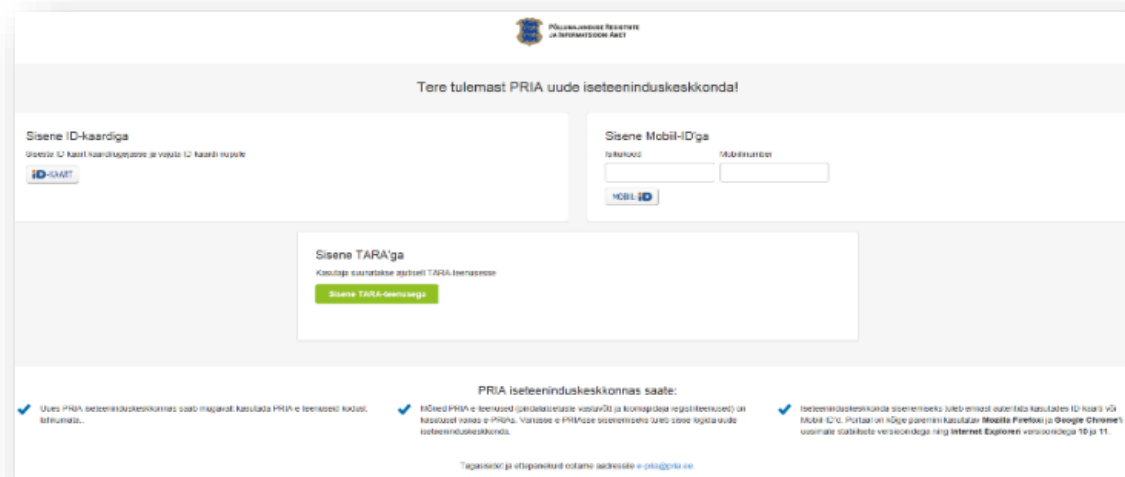 PÕLLUMAJANDUSE REGISTRITE
JA INFORMATSIOONI AMET
Tere tulemast PRIA uude iseteeninduskeskkonda!
Sisene ID-kaardiga
Sisesta ID-kaart kaardilugejasse ja vajuta ID-kaardi nupule
iD-KAART
Sisene Mobiil-ID'ga
Isikukood Mobiilinumber
MOBIIL-iD
Sisene TARA'ga
Kasutaja suunatakse ajutiselt TARA-teenusesse
Sisene TARA-teenusega
PRIA iseteeninduskeskkonnas saate:
Uues PRIA iseteeninduskeskkonnas saab mugavalt kasutada PRIA e-teenuseid kodust
lahkumata..
Mõned PRIA e-teenused (pindalatoetuste vastuvõtt ja loomapidaja registriteenused) on
kasutusel vanas e-PRIAs. Vanasse e-PRIAsse sisenemiseks tuleb sisse logida uude
iseteeninduskeskkonda.
Iseteeninduskeskkonda sisenemiseks tuleb ennast autentida kasutades ID-kaarti või
Mobiil-ID'd. Portaal on kõige paremini kasutatav Mozilla Firefoxi ja Google Chrome'i
uusimate stabiilsete versioonidega ning Internet Exploreri versioonidega 10 ja 11.
Tagasisidet ja ettepanekuid ootame aadressile e-pria@pria.ee.